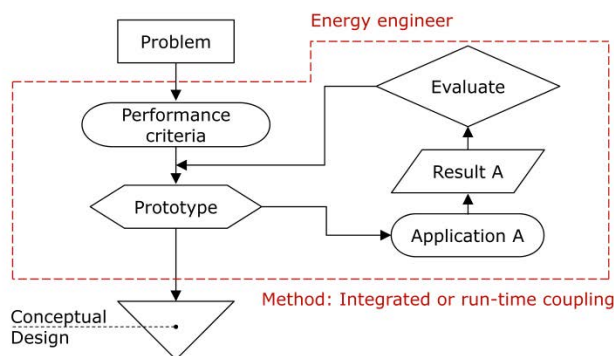 Energy engineer
Problem
Performance
criteria
Evaluate
Result A
Prototype
Application A
Method: Integrated or run-time coupling
Conceptual
Design